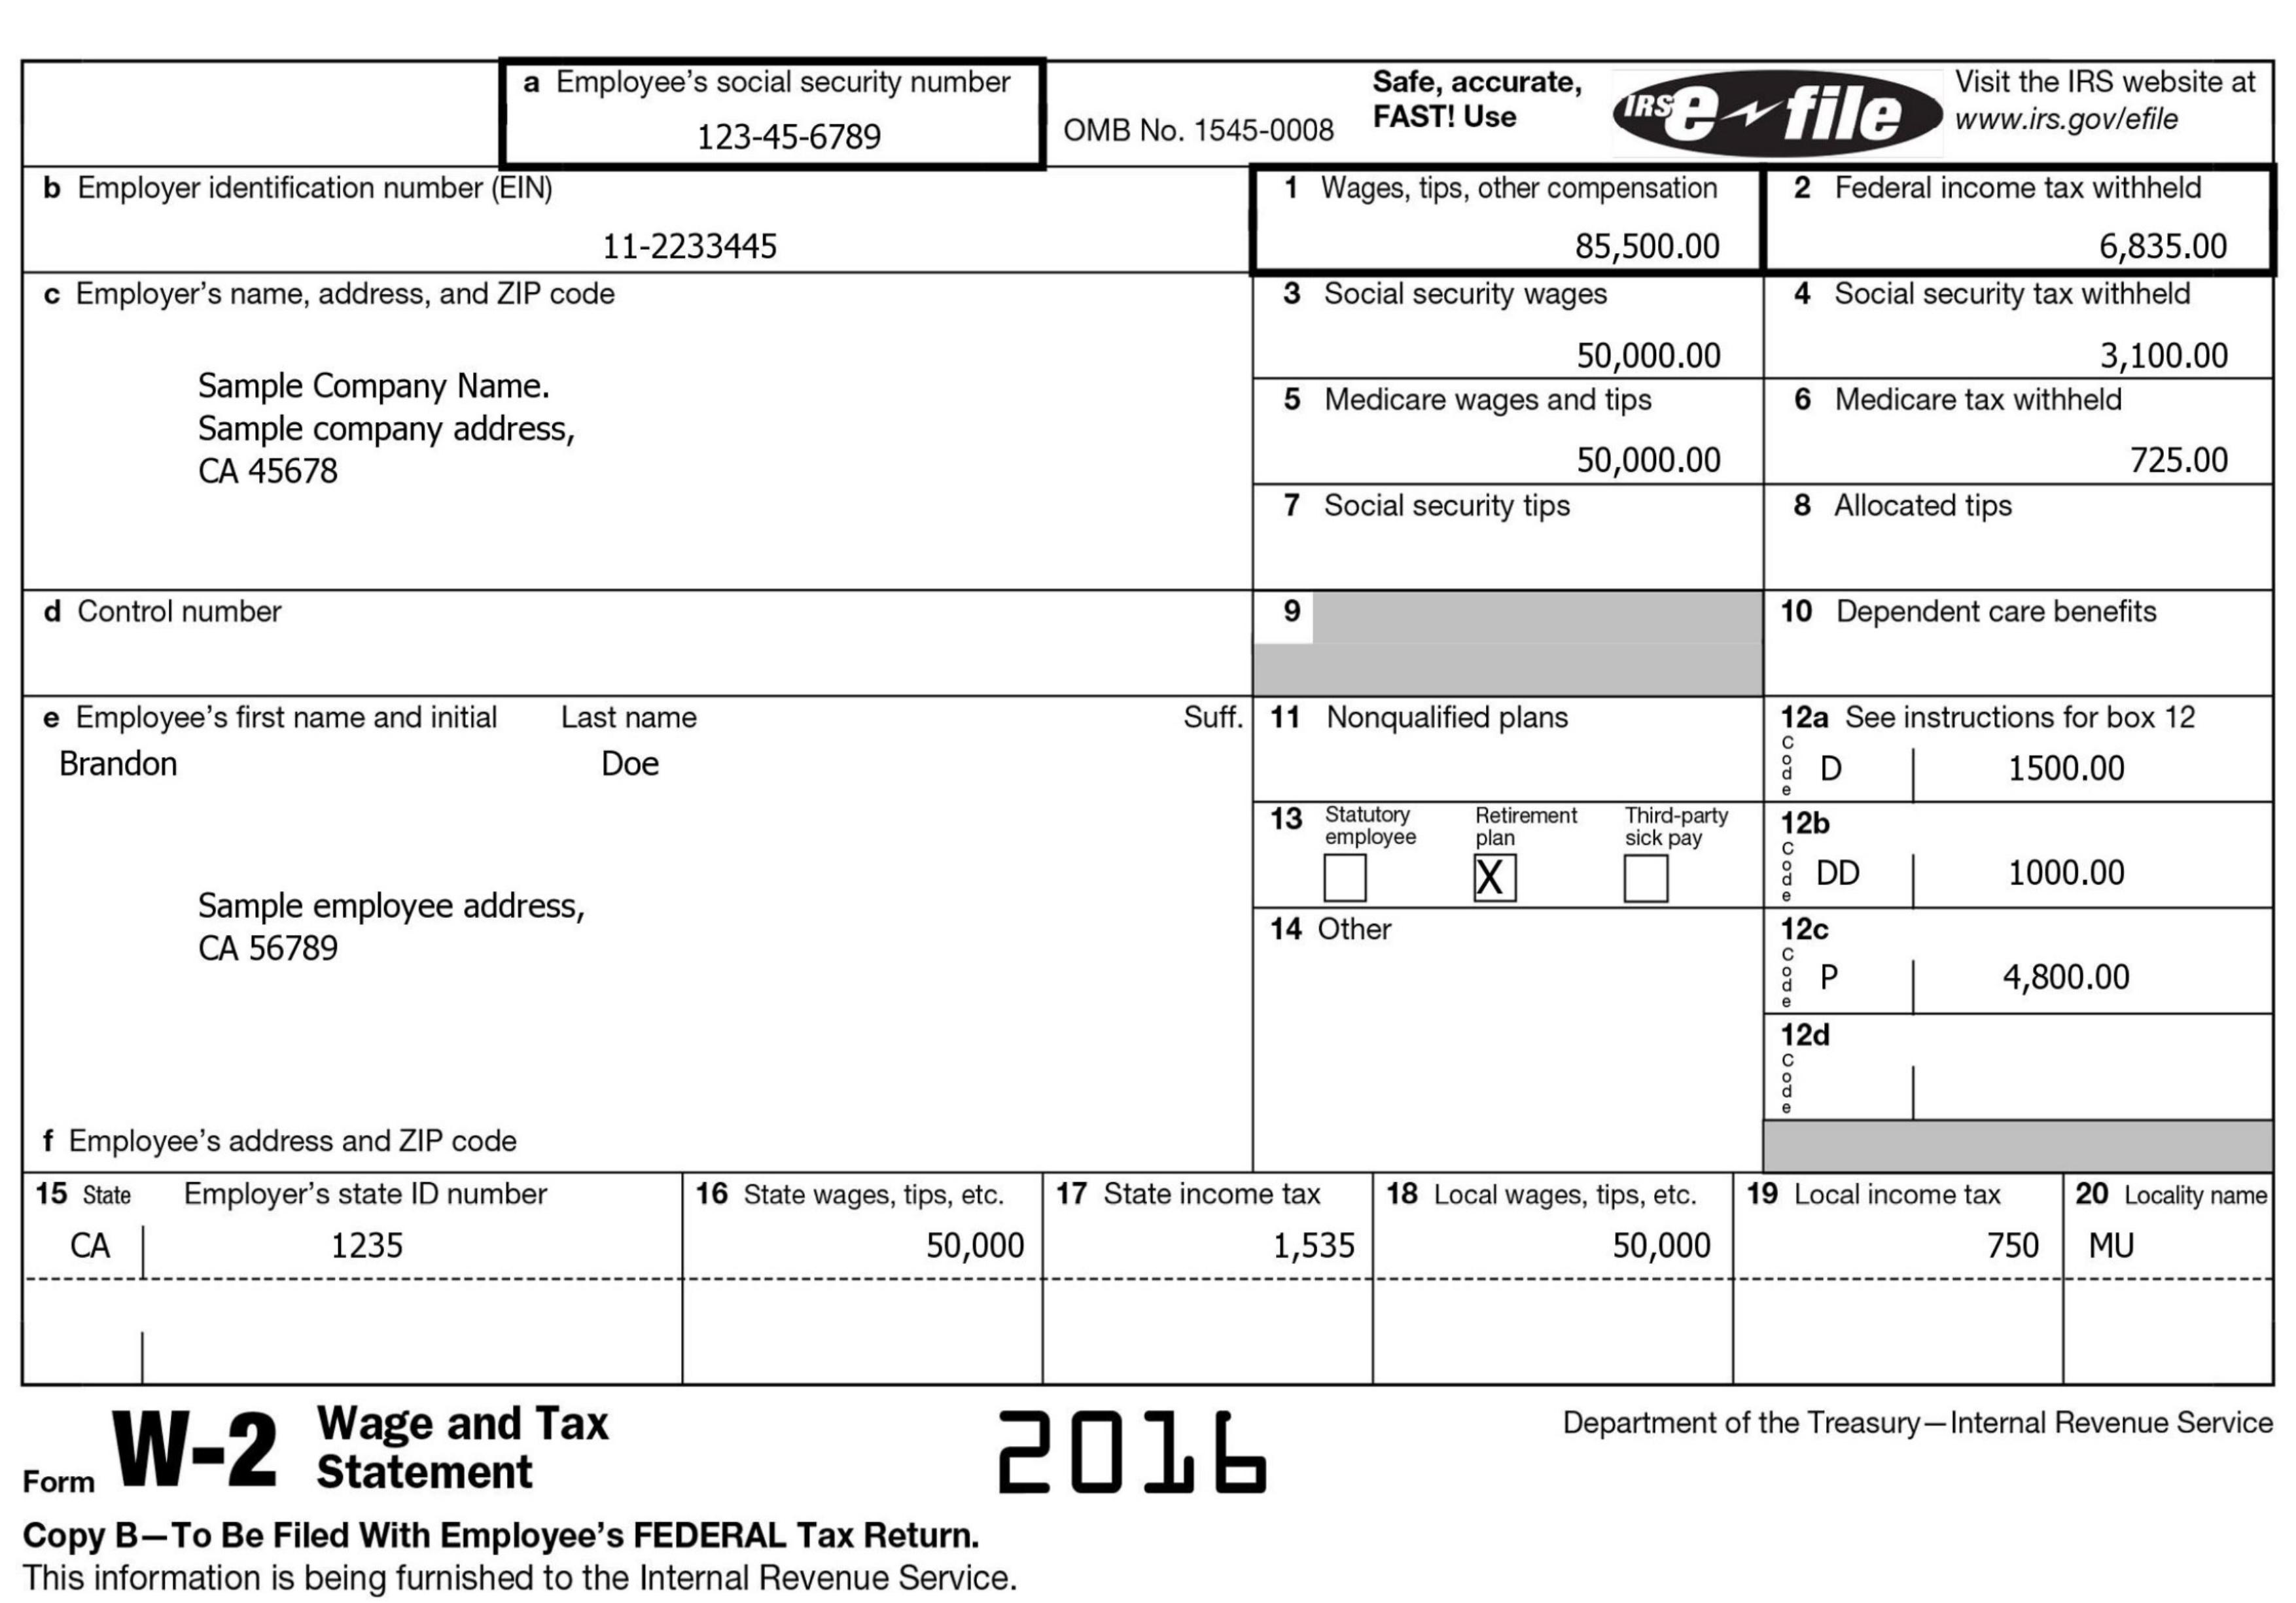 a Employee's social security number
123-45-6789
OMB No. 1545-0008
Safe, accurate,
FAST! Use
IRS e-file
Visit the IRS website at
www.irs.gov/efile
b Employer identification number (EIN)
11-2233445
1 Wages, tips, other compensation
85,500.00
2 Federal income tax withheld
6,835.00
c Employer's name, address, and ZIP code
Sample Company Name.
Sample company address,
CA 45678
3 Social security wages
50,000.00
4 Social security tax withheld
3,100.00
5 Medicare wages and tips
50,000.00
6 Medicare tax withheld
725.00
7 Social security tips
8 Allocated tips
d Control number
9
10 Dependent care benefits
e Employee's first name and initial Last name Suff.
Brandon Doe
Sample employee address,
CA 56789
f Employee's address and ZIP code
11 Nonqualified plans
12a See instructions for box 12
Code D 1500.00
13 Statutory employee Retirement plan Third-party sick pay
X
12b
Code DD 1000.00
14 Other
12c
Code P 4,800.00
12d
Code
15 State Employer's state ID number 16 State wages, tips, etc. 17 State income tax 18 Local wages, tips, etc. 19 Local income tax 20 Locality name
CA 1235 50,000 1,535 50,000 750 MU
Form W-2 Wage and Tax
Statement
2016
Department of the Treasury—Internal Revenue Service
Copy B—To Be Filed With Employee's FEDERAL Tax Return.
This information is being furnished to the Internal Revenue Service.